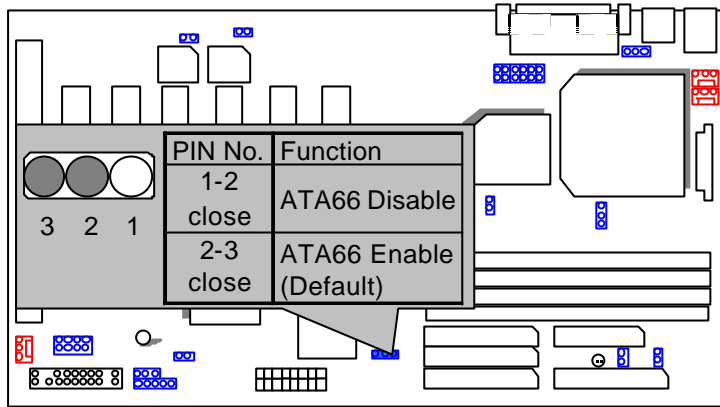 PIN No. Function
1-2 close ATA66 Disable
2-3 close ATA66 Enable (Default)
3 2 1